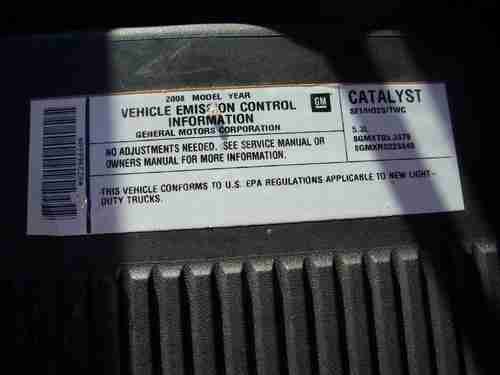 2008 MODEL YEAR
VEHICLE EMISSION CONTROL
INFORMATION
GENERAL MOTORS CORPORATION
GM
CATALYST
5.3L
NO ADJUSTMENTS NEEDED. SEE SERVICE MANUAL OR
OWNERS MANUAL FOR MORE INFORMATION.
THIS VEHICLE CONFORMS TO U.S. EPA REGULATIONS APPLICABLE TO NEW LIGHT-
DUTY TRUCKS.